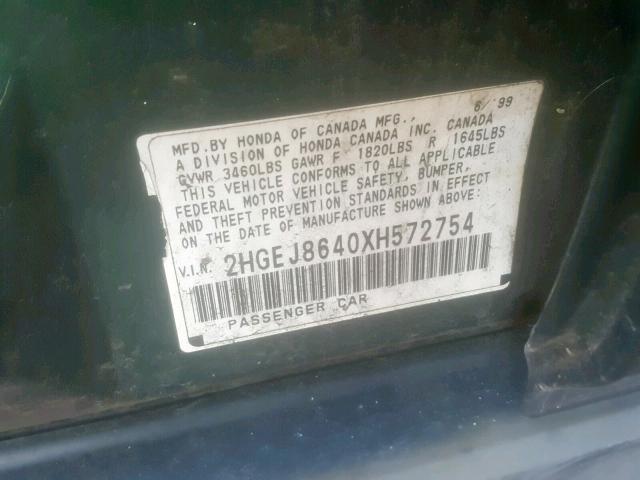 MFD.BY HONDA OF CANADA MFG., 6/ 99
A DIVISION OF HONDA CANADA INC. CANADA
GVWR 3460LBS GAWR F 1820LBS R 1645LBS
THIS VEHICLE CONFORMS TO ALL APPLICABLE
FEDERAL MOTOR VEHICLE SAFETY, BUMPER,
AND THEFT PREVENTION STANDARDS IN EFFECT
ON THE DATE OF MANUFACTURE SHOWN ABOVE:
V.I.N. 2HGEJ8640XH572754
PASSENGER CAR